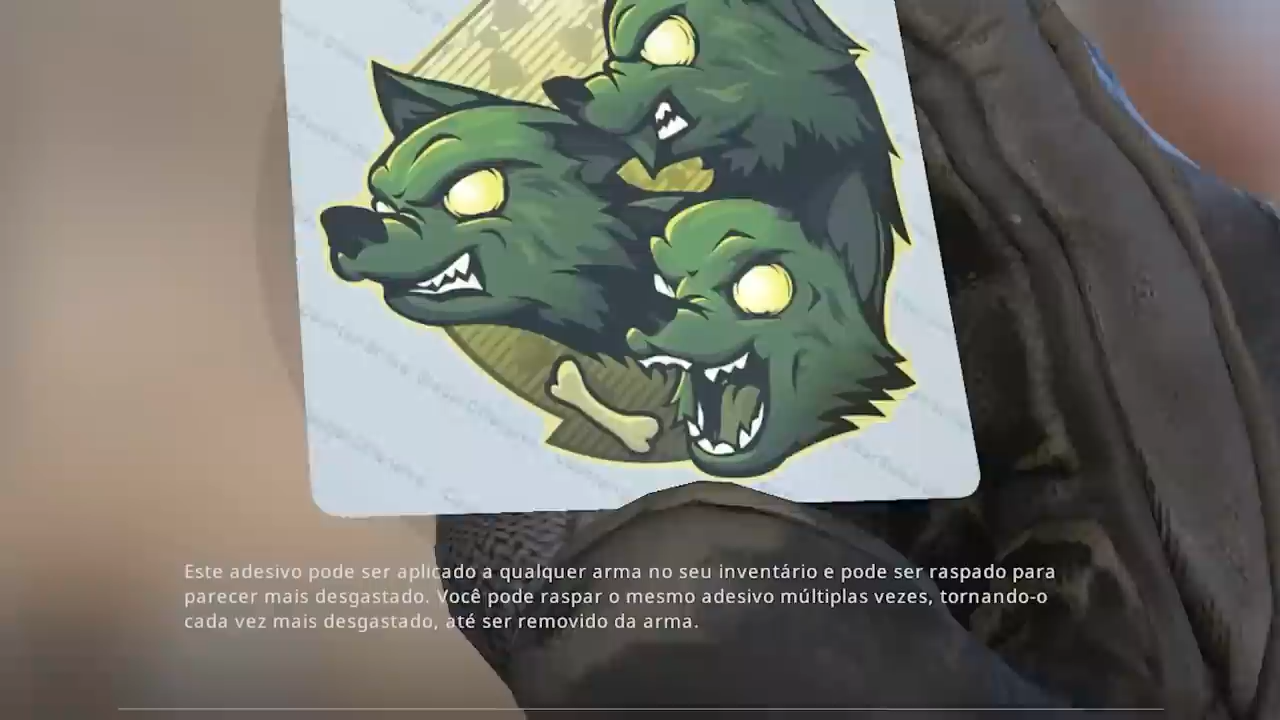 Este adesivo pode ser aplicado a qualquer arma no seu inventário e pode ser raspado para
parecer mais desgastado. Você pode raspar o mesmo adesivo múltiplas vezes, tornando-o
cada vez mais desgastado, até ser removido da arma.